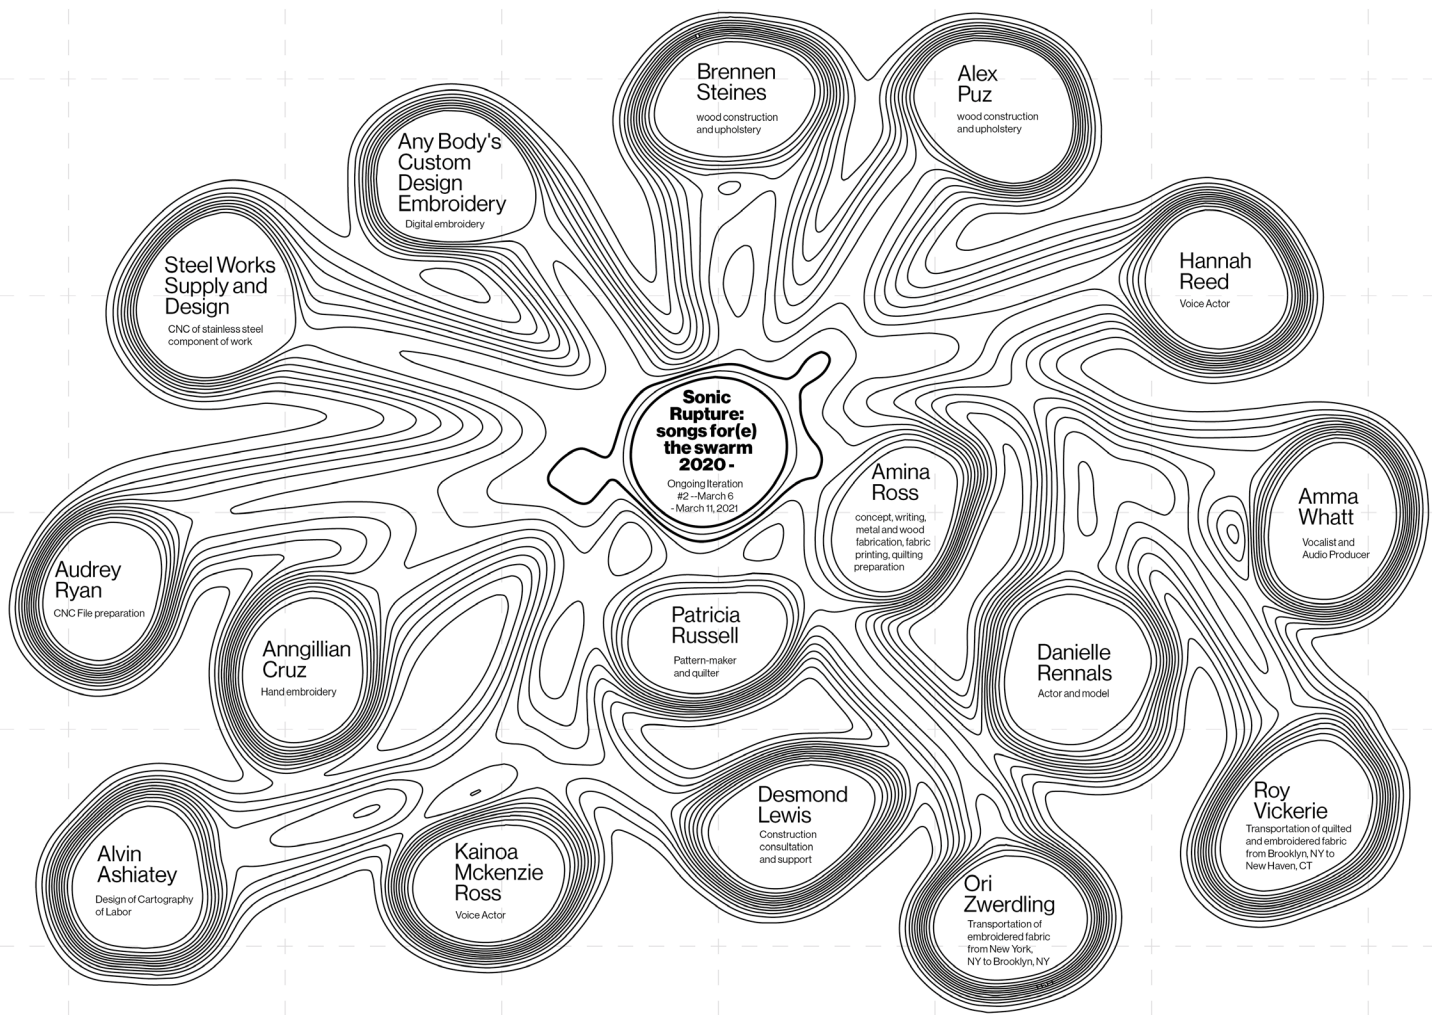 Brennen
Steines
wood construction
and upholstery
Alex
Puz
wood construction
and upholstery
Any Body's
Custom
Design
Embroidery
Digital embroidery
Steel Works
Supply and
Design
CNC of stainless steel
component of work
Hannah
Reed
Voice Actor
Sonic
Rupture:
songs for(e)
the swarm
2020 -
Ongoing Iteration
#2 --March 6
- March 11, 2021
Amina
Ross
concept, writing,
metal and wood
fabrication, fabric
printing, quilting
preparation
Amma
Whatt
Vocalist and
Audio Producer
Audrey
Ryan
CNC File preparation
Anngillian
Cruz
Hand embroidery
Patricia
Russell
Pattern-maker
and quilter
Danielle
Rennals
Actor and model
Desmond
Lewis
Construction
consultation
and support
Roy
Vickerie
Transportation of quilted
and embroidered fabric
from Brooklyn, NY to
New Haven, CT
Alvin
Ashiatey
Design of Cartography
of Labor
Kainoa
Mckenzie
Ross
Voice Actor
Ori
Zwerdling
Transportation of
embroidered fabric
from New York,
NY to Brooklyn, NY